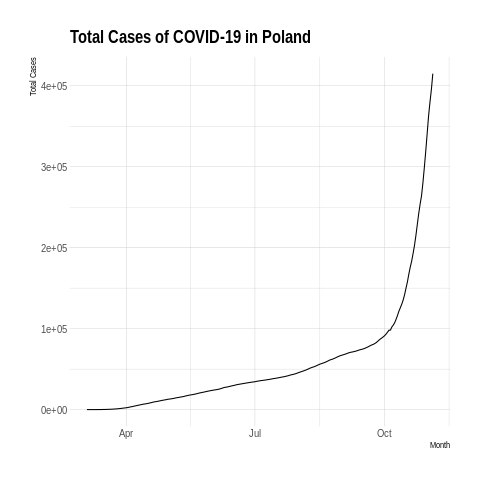 Total Cases of COVID-19 in Poland
Total Cases
4e+05
3e+05
2e+05
1e+05
0e+00
Apr
Jul
Oct
Month